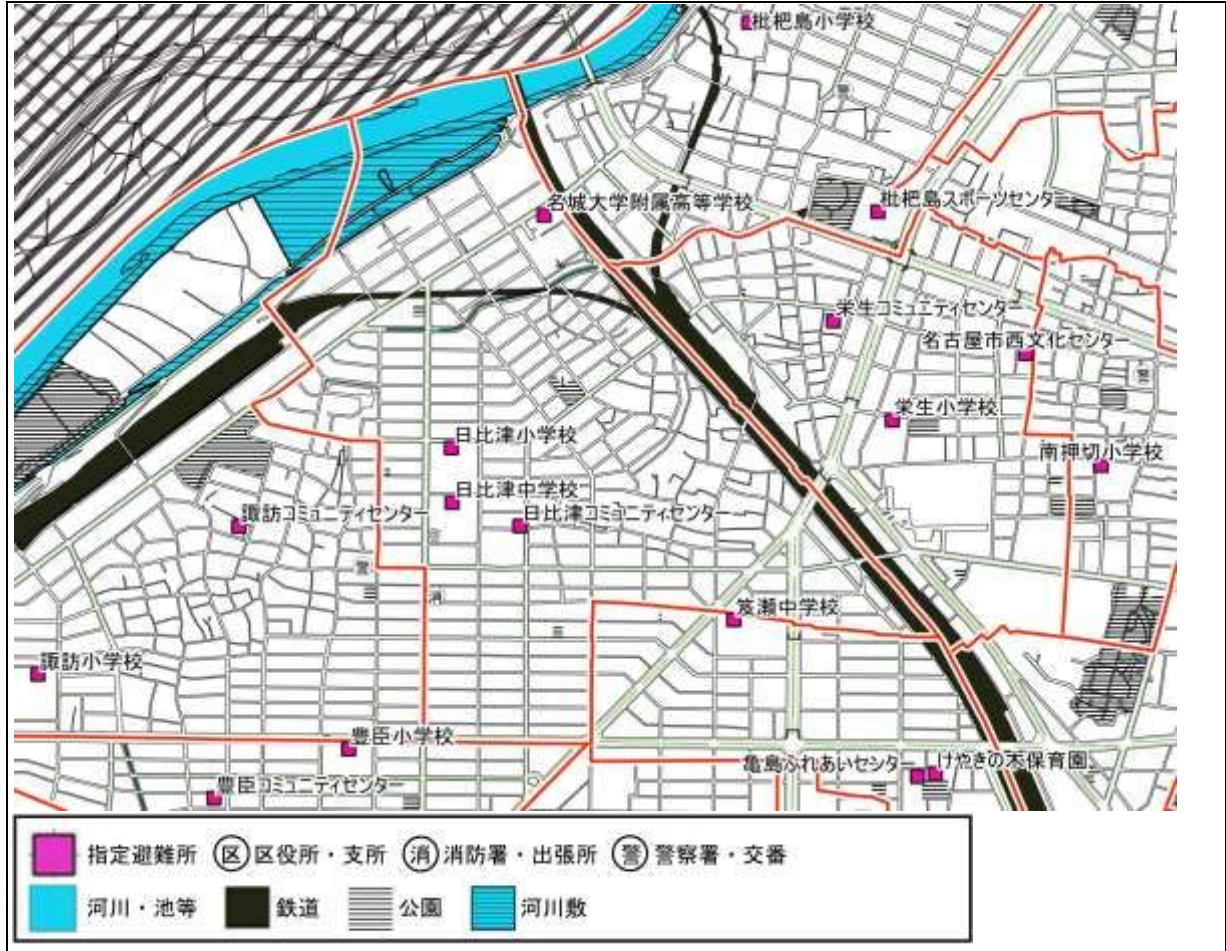 枇杷島小学校
名城大学附属高等学校
枇杷島スポーツセンター
栄生コミュニティセンター
名古屋市西文化センター
警
栄生小学校
日比津小学校
南押切小学校
日比津中学校
諏訪コミュニティセンター
日比津コミュニティセンター
警
消
笈瀬中学校
諏訪小学校
豊臣小学校
亀島ふれあいセンター
けやきの木保育園
豊臣コミュニティセンター
指定避難所 区 区役所・支所 消 消防署・出張所 警 警察署・交番
河川・池等 鉄道 公園 河川敷